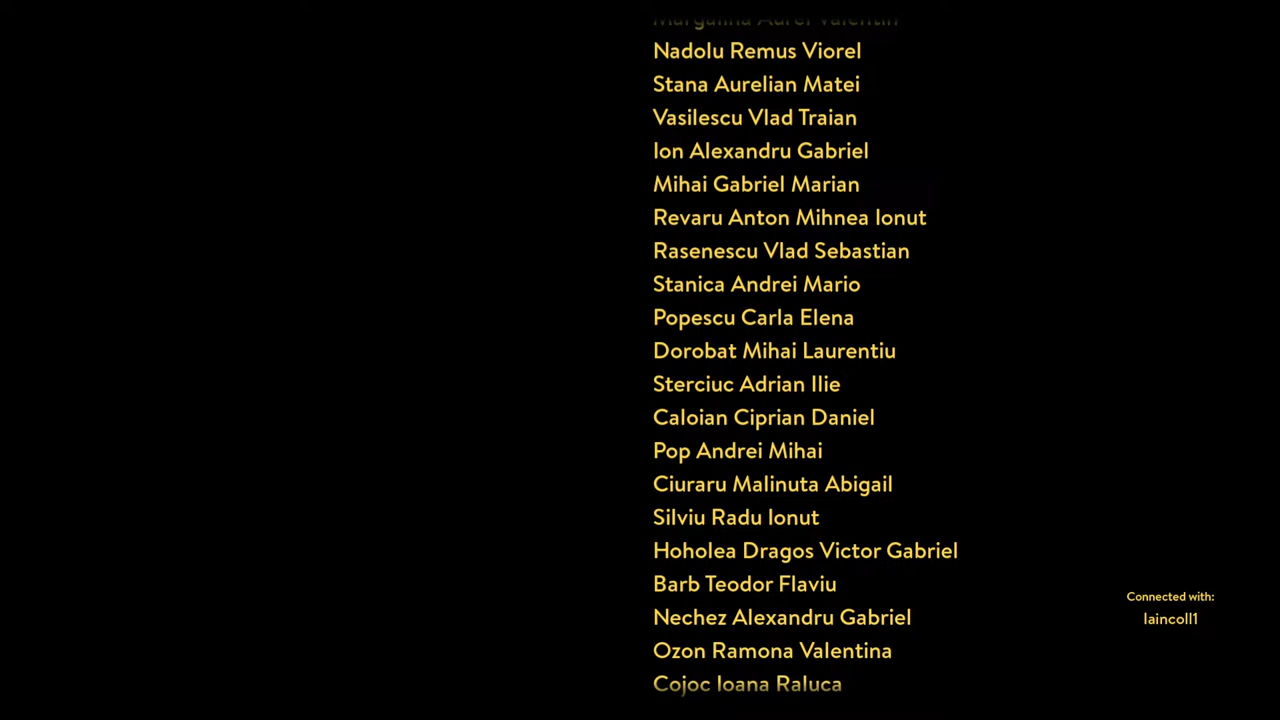 Margalina Aurel Valentin
Nadolu Remus Viorel
Stana Aurelian Matei
Vasilescu Vlad Traian
Ion Alexandru Gabriel
Mihai Gabriel Marian
Revaru Anton Mihnea Ionut
Rasenescu Vlad Sebastian
Stanica Andrei Mario
Popescu Carla Elena
Dorobat Mihai Laurentiu
Sterciuc Adrian Ilie
Caloian Ciprian Daniel
Pop Andrei Mihai
Ciuraru Malinuta Abigail
Silviu Radu Ionut
Hoholea Dragos Victor Gabriel
Barb Teodor Flaviu
Nechez Alexandru Gabriel
Ozon Ramona Valentina
Cojoc Ioana Raluca
Connected with:
Iaincoll1